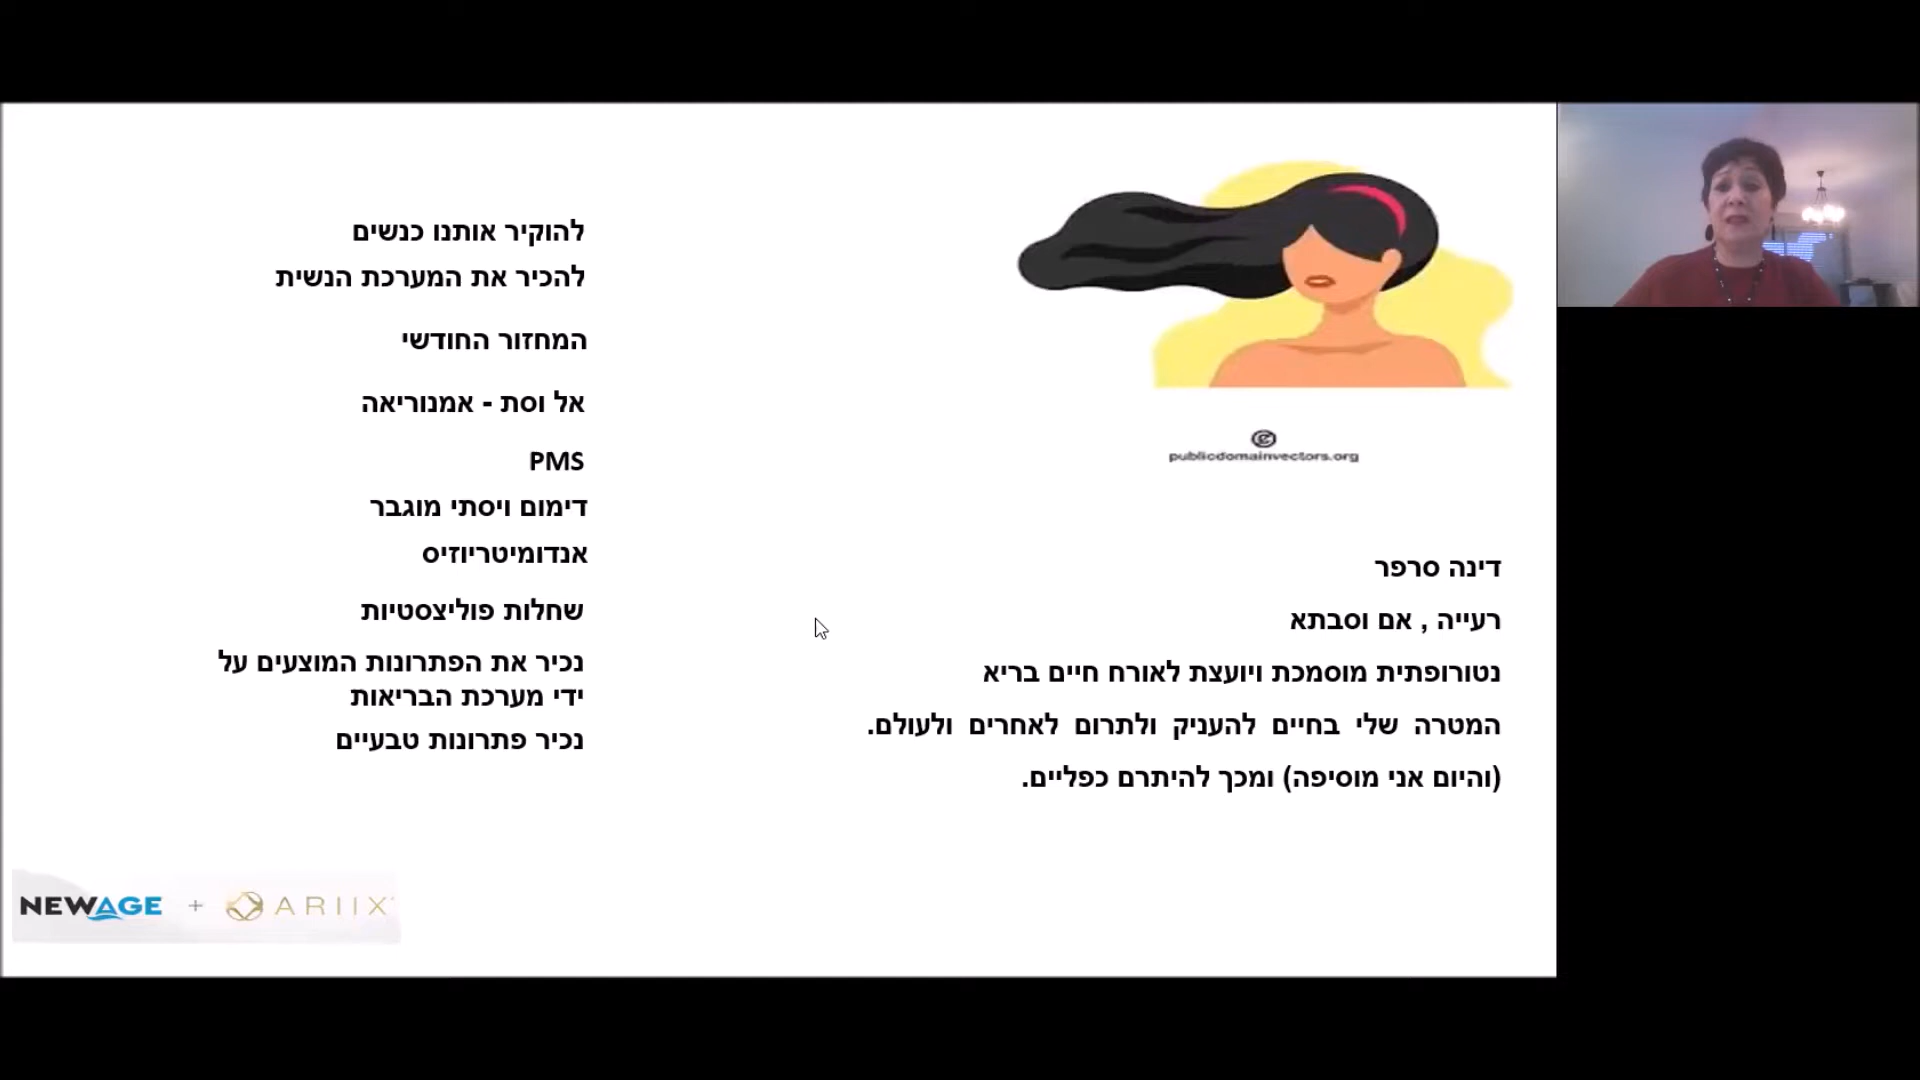 להוקיר אותנו כנשים
להכיר את המערכת הנשית
המחזור החודשי
אל וסת - אמנוריאה
PMS
דימום ויסתי מוגבר
אנדומיטריוזיס
שחלות פוליצסטיות
נכיר את הפתרונות המוצעים על
ידי מערכת הבריאות
נכיר פתרונות טבעיים
publicdomainvectors.org
דינה סרפר
רעייה , אם וסבתא
נטורופתית מוסמכת ויועצת לאורח חיים בריא
המטרה שלי בחיים להעניק ולתרום לאחרים ולעולם.
(והיום אני מוסיפה) ומכך להיתרם כפליים.
NEWAGE + ARIIX